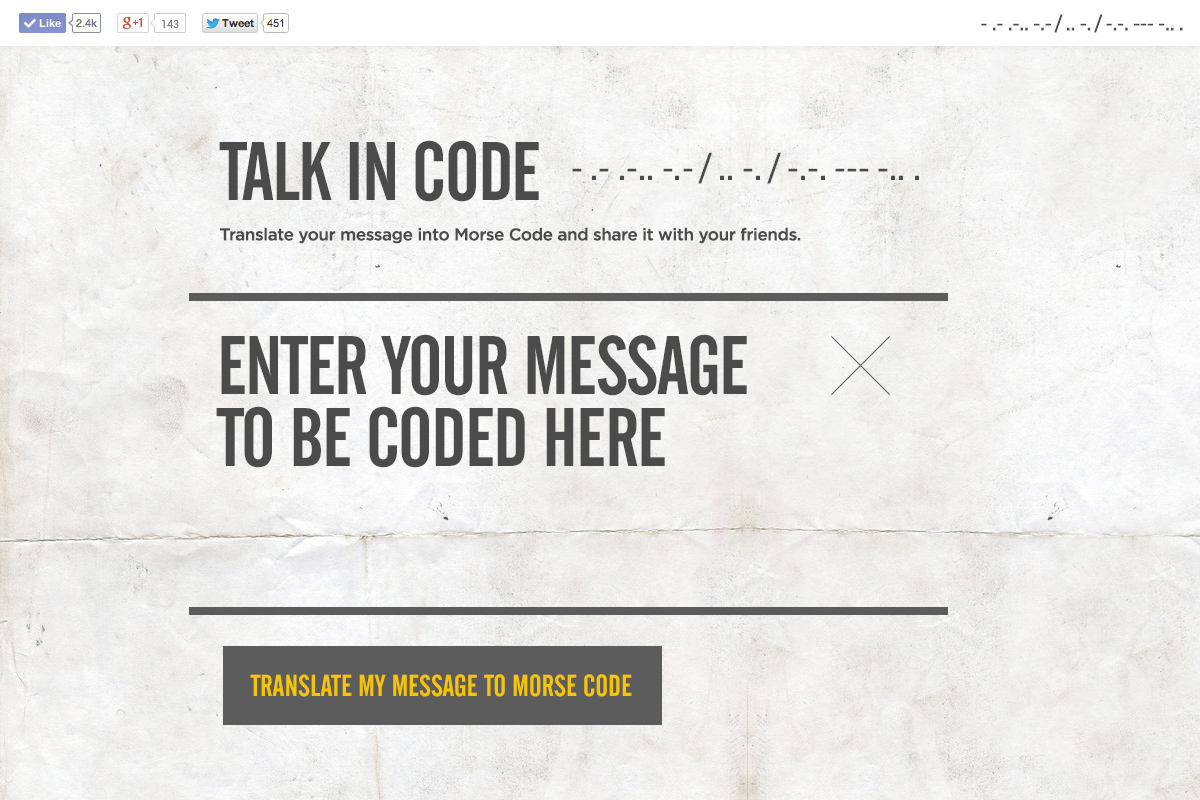 Like 2.4k g+1 143 Tweet 451 - .- .-.. -.- / .. -. / -.-. --- -.. .
TALK IN CODE - .- .-.. -.- / .. -. / -.-. --- -.. .
Translate your message into Morse Code and share it with your friends.
ENTER YOUR MESSAGE
TO BE CODED HERE
TRANSLATE MY MESSAGE TO MORSE CODE